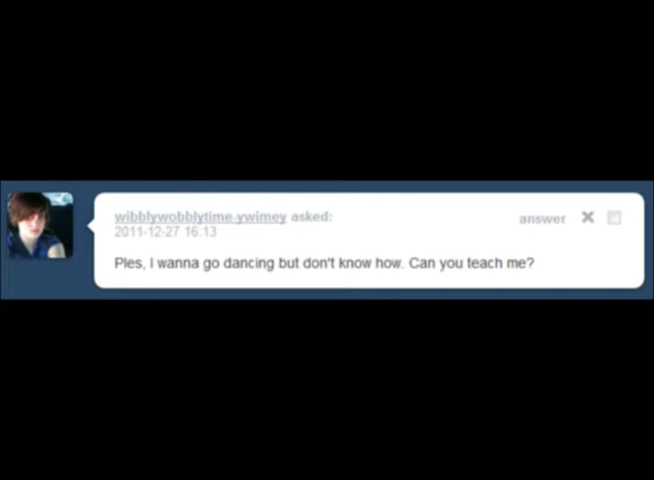 wibblywobblytime-ywimey asked:
answer
2011-12-27 16.13
Ples, I wanna go dancing but don't know how. Can you teach me?